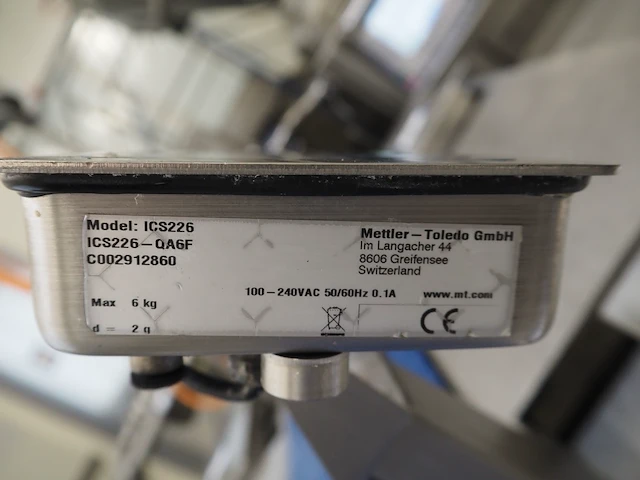 Model: ICS226
ICS226-QA6F
C002912860
Mettler-Toledo GmbH
Im Langacher 44
8606 Greifensee
Switzerland
100-240VAC 50/60Hz 0.1A www.mt.com
Max 6 kg
d = 2 g
CE